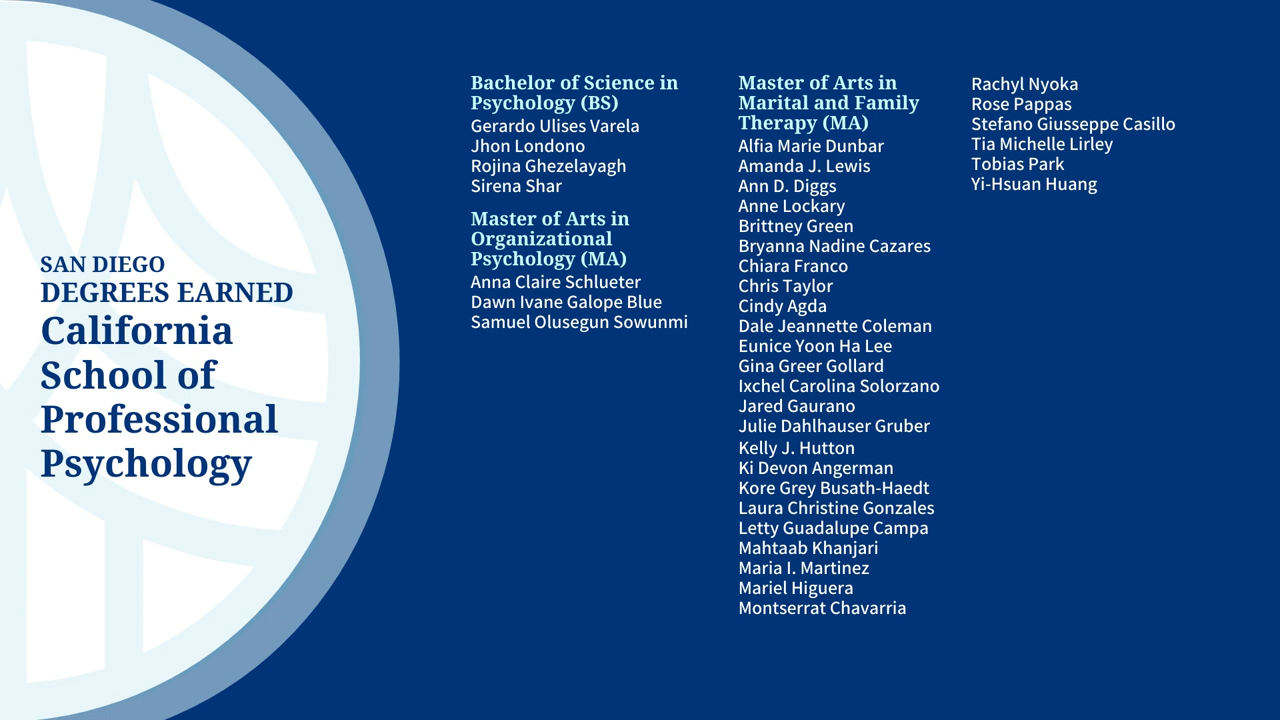 SAN DIEGO
DEGREES EARNED
California
School of
Professional
Psychology
Bachelor of Science in
Psychology (BS)
Gerardo Ulises Varela
Jhon Londono
Rojina Ghezelayagh
Sirena Shar
Master of Arts in
Organizational
Psychology (MA)
Anna Claire Schlueter
Dawn Ivane Galope Blue
Samuel Olusegun Sowunmi
Master of Arts in
Marital and Family
Therapy (MA)
Alfia Marie Dunbar
Amanda J. Lewis
Ann D. Diggs
Anne Lockary
Brittney Green
Bryanna Nadine Cazares
Chiara Franco
Chris Taylor
Cindy Agda
Dale Jeannette Coleman
Eunice Yoon Ha Lee
Gina Greer Gollard
Ixchel Carolina Solorzano
Jared Gaurano
Julie Dahlhauser Gruber
Kelly J. Hutton
Ki Devon Angerman
Kore Grey Busath-Haedt
Laura Christine Gonzales
Letty Guadalupe Campa
Mahtaab Khanjari
Maria I. Martinez
Mariel Higuera
Montserrat Chavarria
Rachyl Nyoka
Rose Pappas
Stefano Giusseppe Casillo
Tia Michelle Lirley
Tobias Park
Yi-Hsuan Huang